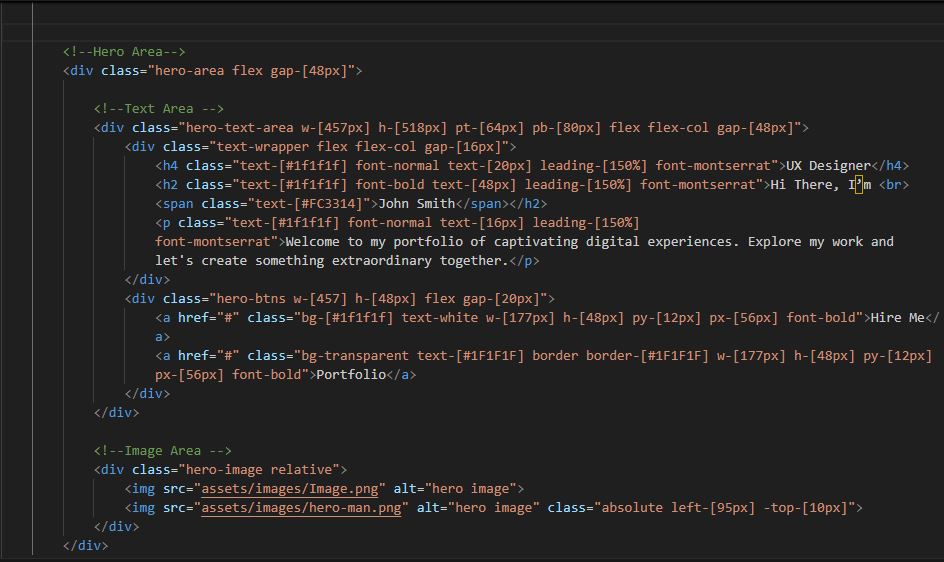 <!--Hero Area-->
<div class="hero-area flex gap-[48px]">
<!--Text Area -->
<div class="hero-text-area w-[457px] h-[518px] pt-[64px] pb-[80px] flex flex-col gap-[48px]">
<div class="text-wrapper flex flex-col gap-[16px]">
<h4 class="text-[#1f1f1f] font-normal text-[20px] leading-[150%] font-montserrat">UX Designer</h4>
<h2 class="text-[#1f1f1f] font-bold text-[48px] leading-[150%] font-montserrat">Hi There, I’m <br>
<span class="text-[#FC3314]">John Smith</span></h2>
<p class="text-[#1f1f1f] font-normal text-[16px] leading-[150%]
font-montserrat">Welcome to my portfolio of captivating digital experiences. Explore my work and
let's create something extraordinary together.</p>
</div>
<div class="hero-btns w-[457] h-[48px] flex gap-[20px]">
<a href="#" class="bg-[#1f1f1f] text-white w-[177px] h-[48px] py-[12px] px-[56px] font-bold">Hire Me</
a>
<a href="#" class="bg-transparent text-[#1F1F1F] border border-[#1F1F1F] w-[177px] h-[48px] py-[12px]
px-[56px] font-bold">Portfolio</a>
</div>
</div>
<!--Image Area -->
<div class="hero-image relative">
<img src="assets/images/Image.png" alt="hero image">
<img src="assets/images/hero-man.png" alt="hero image" class="absolute left-[95px] -top-[10px]">
</div>
</div>